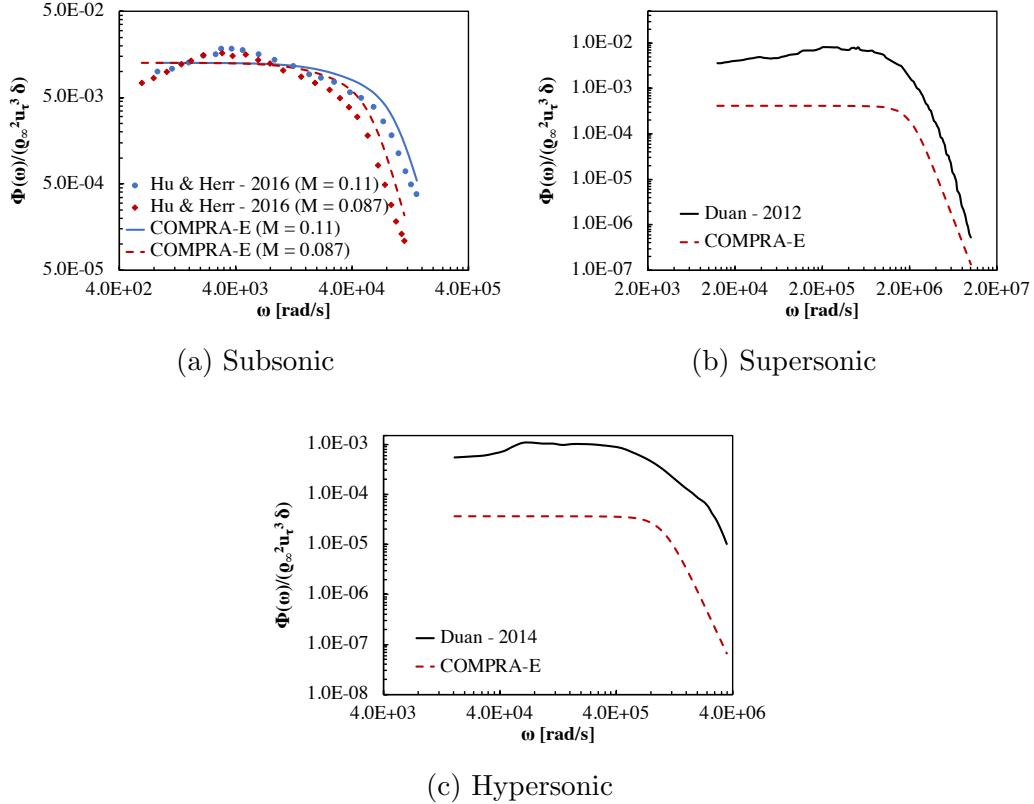 5.0E-02
5.0E-03
5.0E-04
5.0E-05
Φ(ω)/(ϱ∞²uτ³ δ)
Hu & Herr - 2016 (M = 0.11)
Hu & Herr - 2016 (M = 0.087)
COMPRA-E (M = 0.11)
COMPRA-E (M = 0.087)
4.0E+02 4.0E+03 4.0E+04 4.0E+05
ω [rad/s]
(a) Subsonic
1.0E-01
1.0E-02
1.0E-03
1.0E-04
1.0E-05
1.0E-06
1.0E-07
Φ(ω)/(ϱ∞²uτ³ δ)
Duan - 2012
COMPRA-E
2.0E+03 2.0E+04 2.0E+05 2.0E+06 2.0E+07
ω [rad/s]
(b) Supersonic
1.0E-03
1.0E-04
1.0E-05
1.0E-06
1.0E-07
1.0E-08
Φ(ω)/(ϱ∞²uτ³ δ)
Duan - 2014
COMPRA-E
4.0E+03 4.0E+04 4.0E+05 4.0E+06
ω [rad/s]
(c) Hypersonic